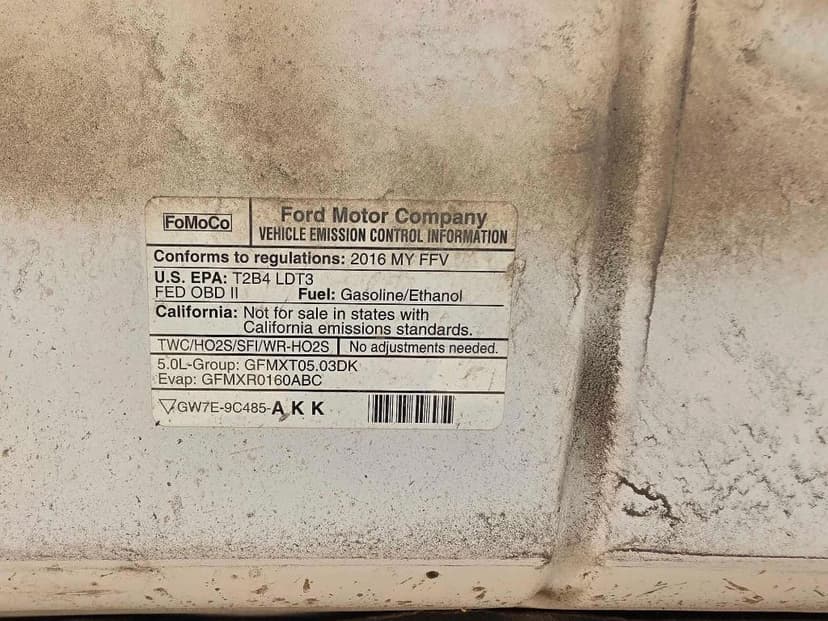 FoMoCo
Ford Motor Company
VEHICLE EMISSION CONTROL INFORMATION
Conforms to regulations: 2016 MY FFV
U.S. EPA: T2B4 LDT3
FED OBD II Fuel: Gasoline/Ethanol
California: Not for sale in states with
California emissions standards.
TWC/HO2S/SFI/WR-HO2S No adjustments needed.
5.0L-Group: GFMXT05.03DK
Evap: GFMXR0160ABC
GW7E-9C485-A K K